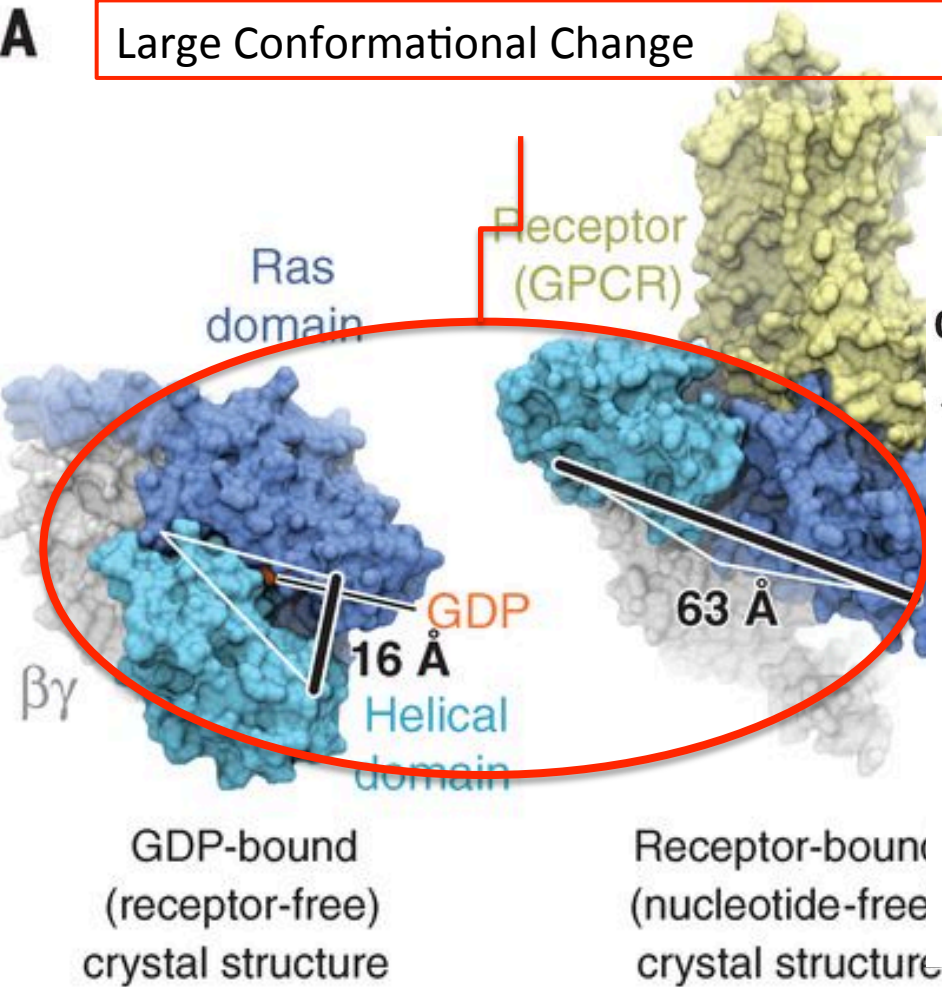 A
Large Conformational Change
Receptor
(GPCR)
Ras
domain
GDP
63 Å
16 Å
βγ
Helical
domain
GDP-bound
(receptor-free)
crystal structure
Receptor-boun
(nucleotide-free
crystal structure